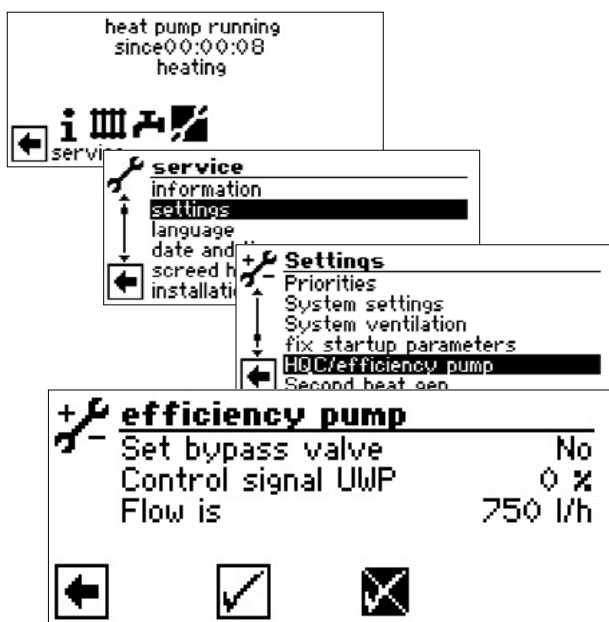 heat pump running
since00:00:08
heating
service
information
settings
language
date and
screed h
installati
Settings
Priorities
System settings
System ventilation
fix startup parameters
HQC/efficiency pump
Second heat gen
efficiency pump
Set bypass valve No
Control signal UWP 0 %
Flow is 750 l/h